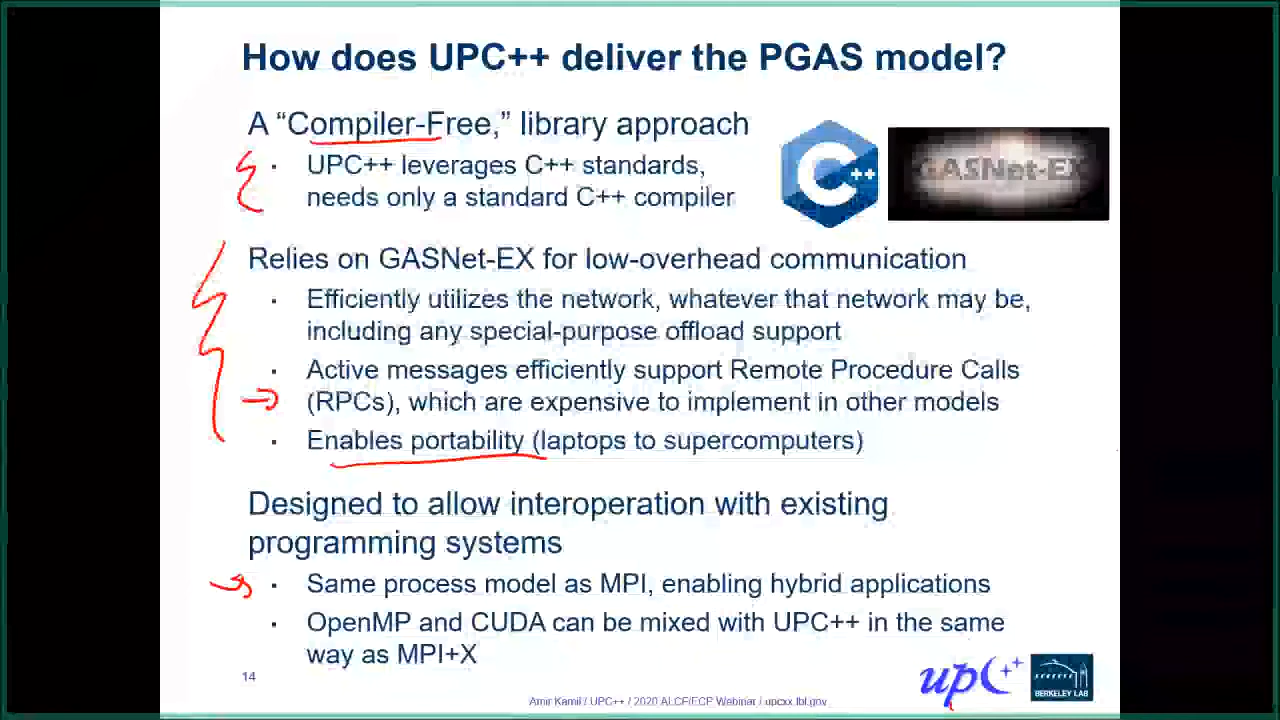 How does UPC++ deliver the PGAS model?
A “Compiler-Free,” library approach
· UPC++ leverages C++ standards,
needs only a standard C++ compiler
C++
GASNet-EX
Relies on GASNet-EX for low-overhead communication
· Efficiently utilizes the network, whatever that network may be,
including any special-purpose offload support
· Active messages efficiently support Remote Procedure Calls
(RPCs), which are expensive to implement in other models
· Enables portability (laptops to supercomputers)
Designed to allow interoperation with existing
programming systems
· Same process model as MPI, enabling hybrid applications
· OpenMP and CUDA can be mixed with UPC++ in the same
way as MPI+X
14
Amir Kamil / UPC++ / 2020 ALCF/ECP Webinar / upcxx.lbl.gov
upC++
BERKELEY LAB